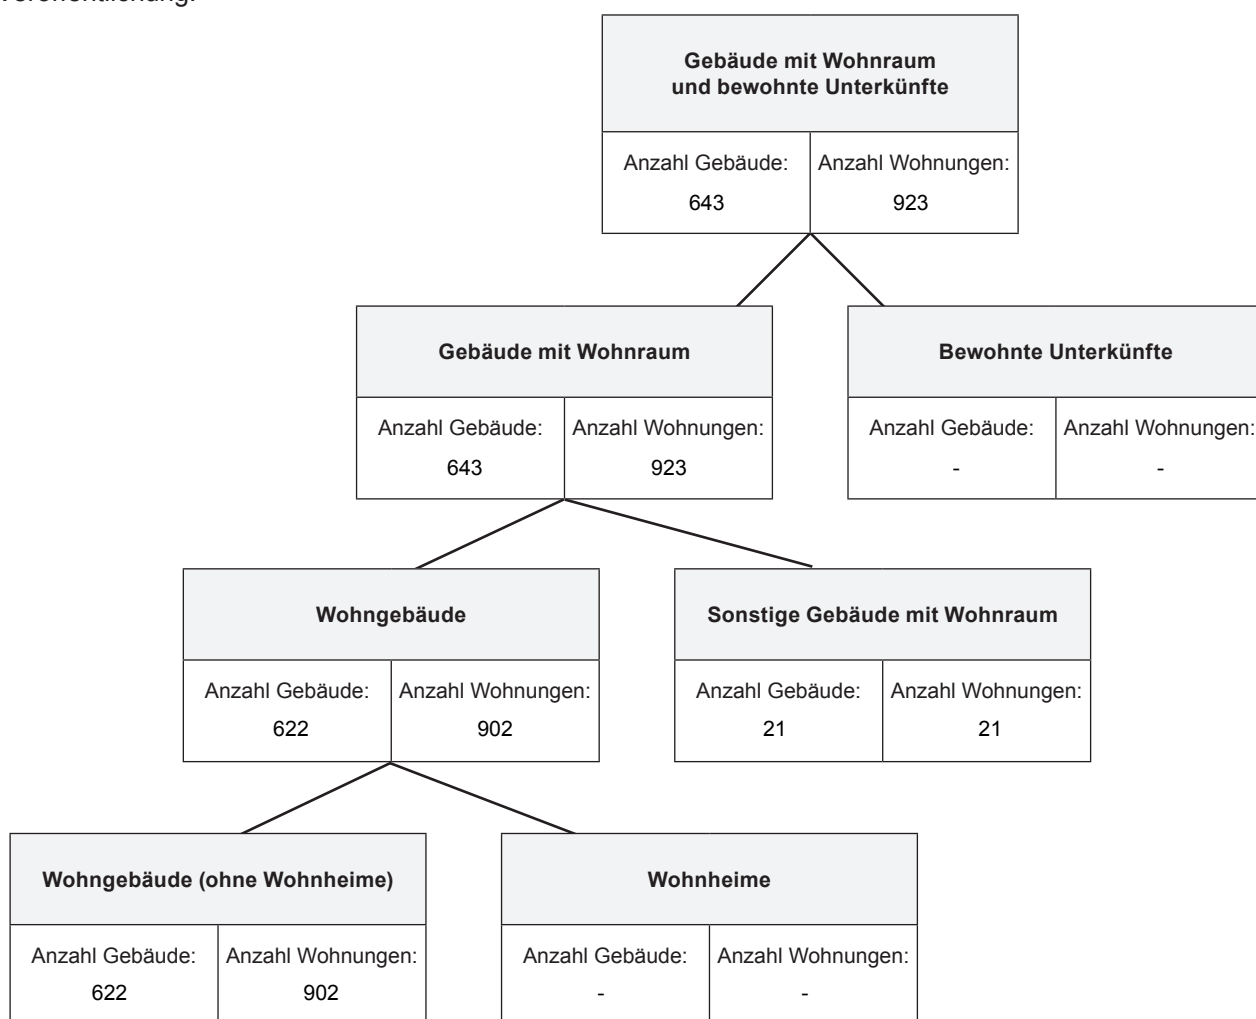 Veröffentlichung.
Gebäude mit Wohnraum
und bewohnte Unterkünfte
Anzahl Gebäude: Anzahl Wohnungen:
643 923
Gebäude mit Wohnraum
Anzahl Gebäude: Anzahl Wohnungen:
643 923
Bewohnte Unterkünfte
Anzahl Gebäude: Anzahl Wohnungen:
- -
Wohngebäude
Anzahl Gebäude: Anzahl Wohnungen:
622 902
Sonstige Gebäude mit Wohnraum
Anzahl Gebäude: Anzahl Wohnungen:
21 21
Wohngebäude (ohne Wohnheime)
Anzahl Gebäude: Anzahl Wohnungen:
622 902
Wohnheime
Anzahl Gebäude: Anzahl Wohnungen:
- -